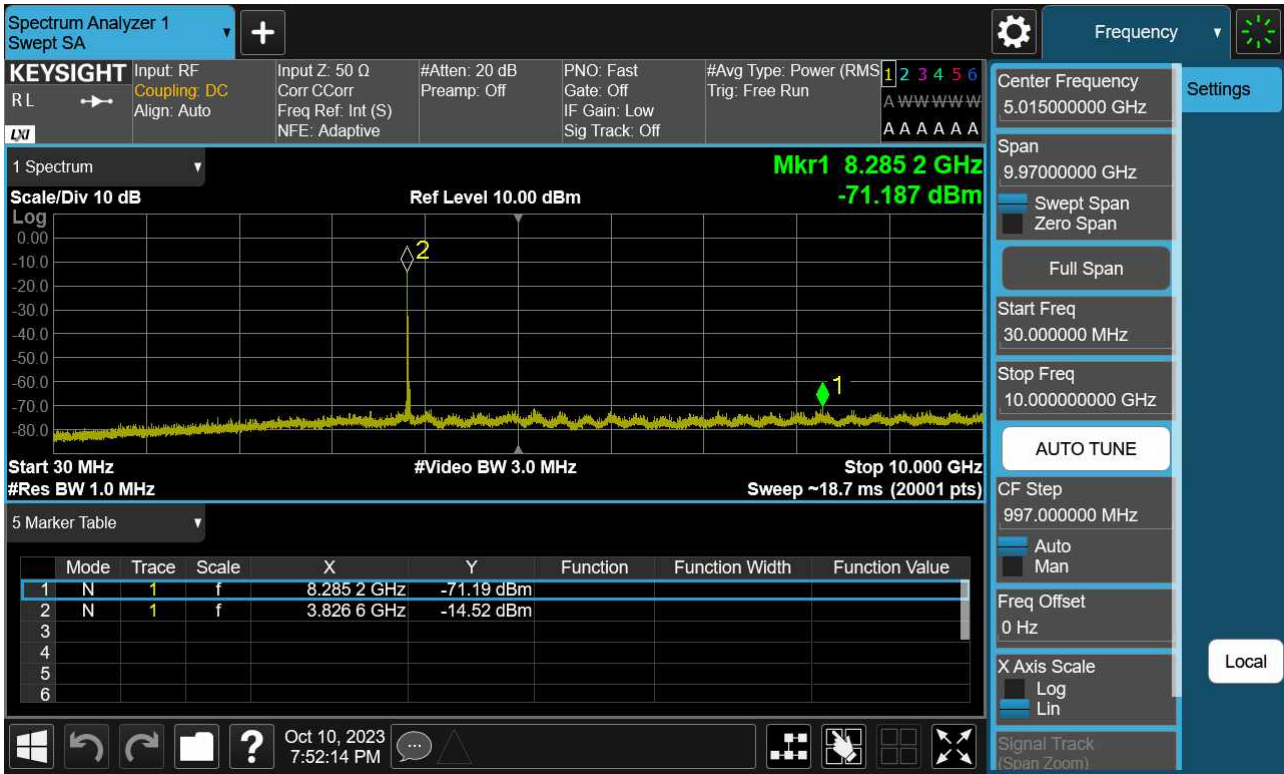 Spectrum Analyzer 1
Swept SA
Frequency
KEYSIGHT
R L
LXI
Input: RF
Coupling: DC
Align: Auto
Input Z: 50 Ω
Corr CCorr
Freq Ref: Int (S)
NFE: Adaptive
#Atten: 20 dB
Preamp: Off
PNO: Fast
Gate: Off
IF Gain: Low
Sig Track: Off
#Avg Type: Power (RMS
Trig: Free Run
1 2 3 4 5 6
A W W W W W
A A A A A A
1 Spectrum
Mkr1 8.285 2 GHz
-71.187 dBm
Scale/Div 10 dB
Ref Level 10.00 dBm
Log
0.00
-10.0
-20.0
-30.0
-40.0
-50.0
-60.0
-70.0
-80.0
2
1
Start 30 MHz
#Video BW 3.0 MHz
Stop 10.000 GHz
#Res BW 1.0 MHz
Sweep ~18.7 ms (20001 pts)
5 Marker Table
Mode Trace Scale X Y Function Function Width Function Value
1 N 1 f 8.285 2 GHz -71.19 dBm
2 N 1 f 3.826 6 GHz -14.52 dBm
3
4
5
6
Oct 10, 2023
7:52:14 PM
Center Frequency
5.015000000 GHz
Span
9.97000000 GHz
Swept Span
Zero Span
Full Span
Start Freq
30.000000 MHz
Stop Freq
10.000000000 GHz
AUTO TUNE
CF Step
997.000000 MHz
Auto
Man
Freq Offset
0 Hz
X Axis Scale
Log
Lin
Signal Track
(Span Zoom)
Settings
Local